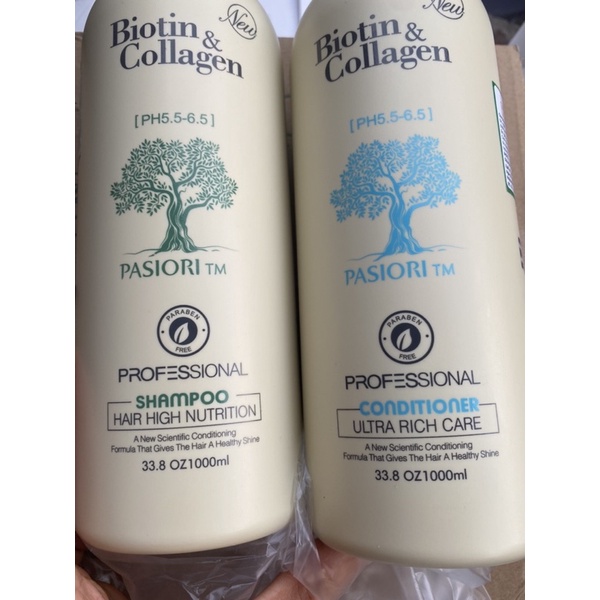 New
Biotin &
Collagen
[PH5.5-6.5]
PASIORI TM
PARABEN
FREE
PROFESSIONAL
SHAMPOO
HAIR HIGH NUTRITION
A New Scientific Conditioning
Formula That Gives The Hair A Healthy Shine
33.8 OZ1000ml
New
Biotin &
Collagen
[PH5.5-6.5]
PASIORI TM
PARABEN
FREE
PROFESSIONAL
CONDITIONER
ULTRA RICH CARE
A New Scientific Conditioning
Formula That Gives The Hair A Healthy Shine
33.8 OZ1000ml